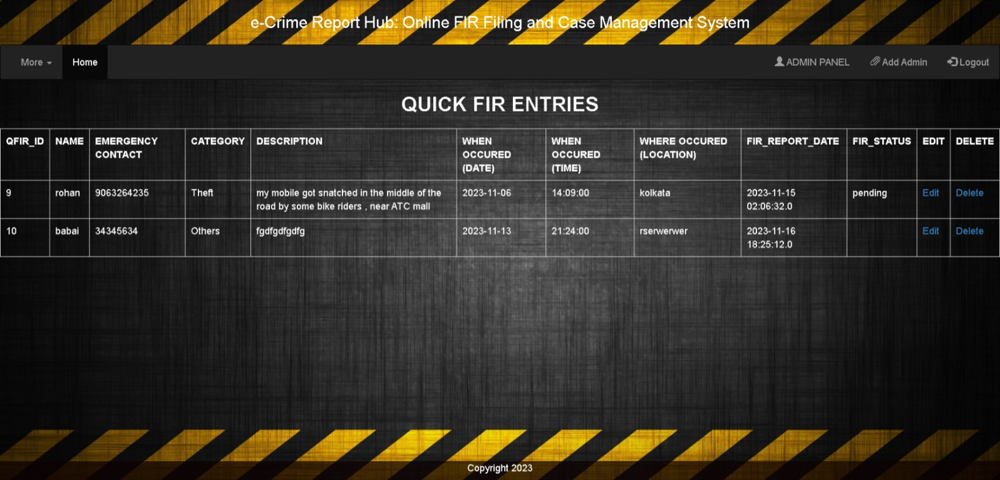 e-Crime Report Hub: Online FIR Filing and Case Management System
More Home ADMIN PANEL Add Admin Logout
QUICK FIR ENTRIES
QFIR_ID NAME EMERGENCY CONTACT CATEGORY DESCRIPTION WHEN OCCURED (DATE) WHEN OCCURED (TIME) WHERE OCCURED (LOCATION) FIR_REPORT_DATE FIR_STATUS EDIT DELETE
9 rohan 9063264235 Theft my mobile got snatched in the middle of the road by some bike riders , near ATC mall 2023-11-06 14:09:00 kolkata 2023-11-15 02:06:32.0 pending Edit Delete
10 babai 34345634 Others fgdfgdfgdfg 2023-11-13 21:24:00 rserwerwer 2023-11-16 18:25:12.0 Edit Delete
Copyright 2023